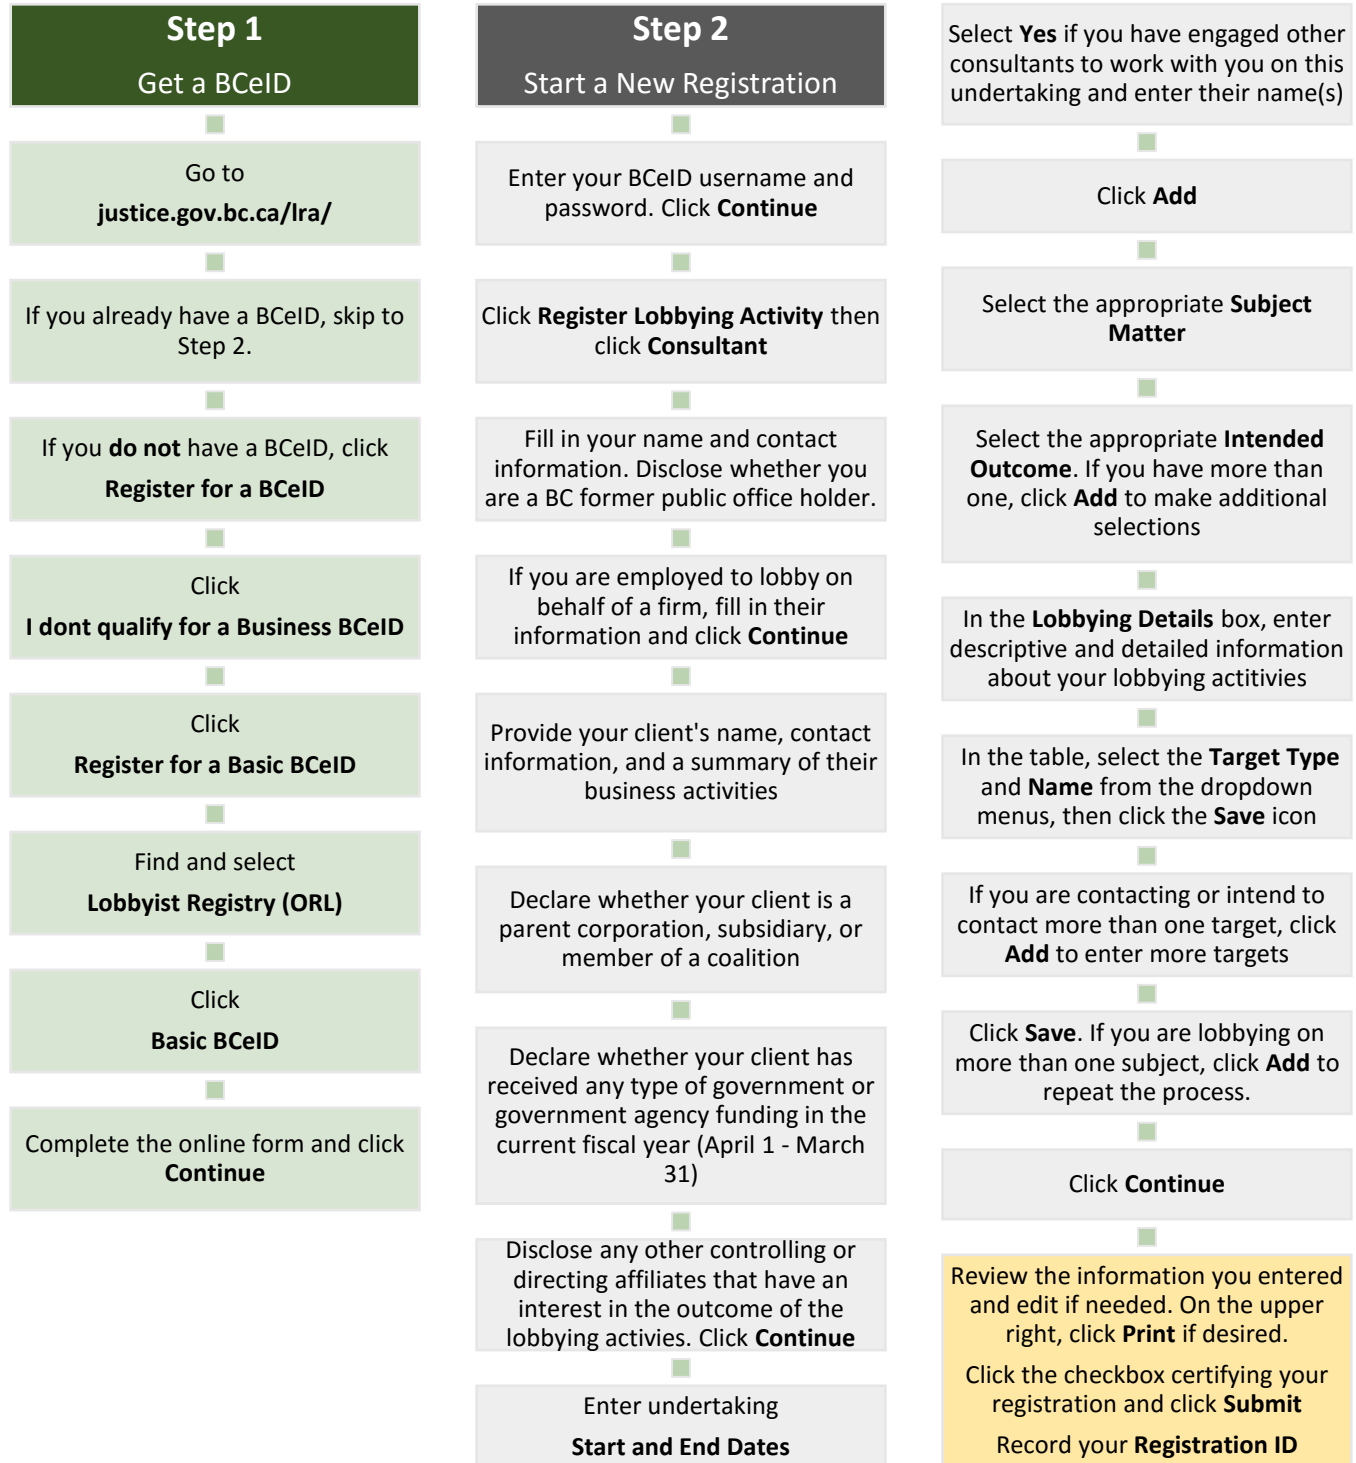 Step 1
Get a BCeID
Go to
justice.gov.bc.ca/lra/
If you already have a BCeID, skip to
Step 2.
If you do not have a BCeID, click
Register for a BCeID
Click
I dont qualify for a Business BCeID
Click
Register for a Basic BCeID
Find and select
Lobbyist Registry (ORL)
Click
Basic BCeID
Complete the online form and click
Continue
Step 2
Start a New Registration
Enter your BCeID username and
password. Click Continue
Click Register Lobbying Activity then
click Consultant
Fill in your name and contact
information. Disclose whether you
are a BC former public office holder.
If you are employed to lobby on
behalf of a firm, fill in their
information and click Continue
Provide your client's name, contact
information, and a summary of their
business activities
Declare whether your client is a
parent corporation, subsidiary, or
member of a coalition
Declare whether your client has
received any type of government or
government agency funding in the
current fiscal year (April 1 - March
31)
Disclose any other controlling or
directing affiliates that have an
interest in the outcome of the
lobbying activies. Click Continue
Enter undertaking
Start and End Dates
Select Yes if you have engaged other
consultants to work with you on this
undertaking and enter their name(s)
Click Add
Select the appropriate Subject
Matter
Select the appropriate Intended
Outcome. If you have more than
one, click Add to make additional
selections
In the Lobbying Details box, enter
descriptive and detailed information
about your lobbying actitivies
In the table, select the Target Type
and Name from the dropdown
menus, then click the Save icon
If you are contacting or intend to
contact more than one target, click
Add to enter more targets
Click Save. If you are lobbying on
more than one subject, click Add to
repeat the process.
Click Continue
Review the information you entered
and edit if needed. On the upper
right, click Print if desired.
Click the checkbox certifying your
registration and click Submit
Record your Registration ID